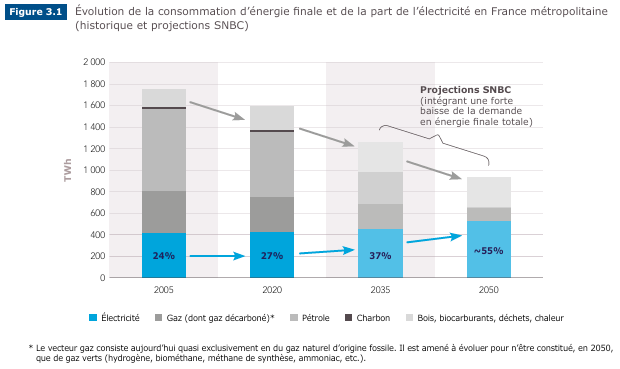 Figure 3.1
Évolution de la consommation d’énergie finale et de la part de l’électricité en France métropolitaine
(historique et projections SNBC)
2 000
1 800
1 600
1 400
1 200
1 000
800
600
400
200
0
TWh
Projections SNBC
(intégrant une forte
baisse de la demande
en énergie finale totale)
24%
27%
37%
~55%
2005
2020
2035
2050
Électricité
Gaz (dont gaz décarboné)*
Pétrole
Charbon
Bois, biocarburants, déchets, chaleur
* Le vecteur gaz consiste aujourd’hui quasi exclusivement en du gaz naturel d’origine fossile. Il est amené à évoluer pour n’être constitué, en 2050,
que de gaz verts (hydrogène, biométhane, méthane de synthèse, ammoniac, etc.).